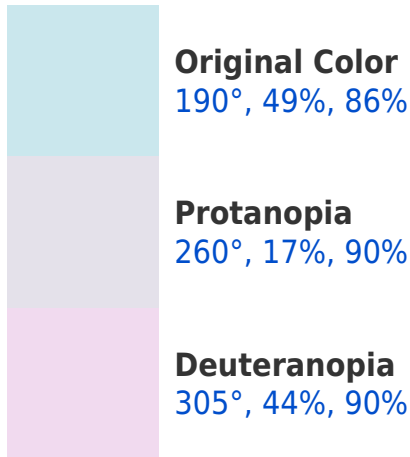 Original Color
190°, 49%, 86%
Protanopia
260°, 17%, 90%
Deuteranopia
305°, 44%, 90%